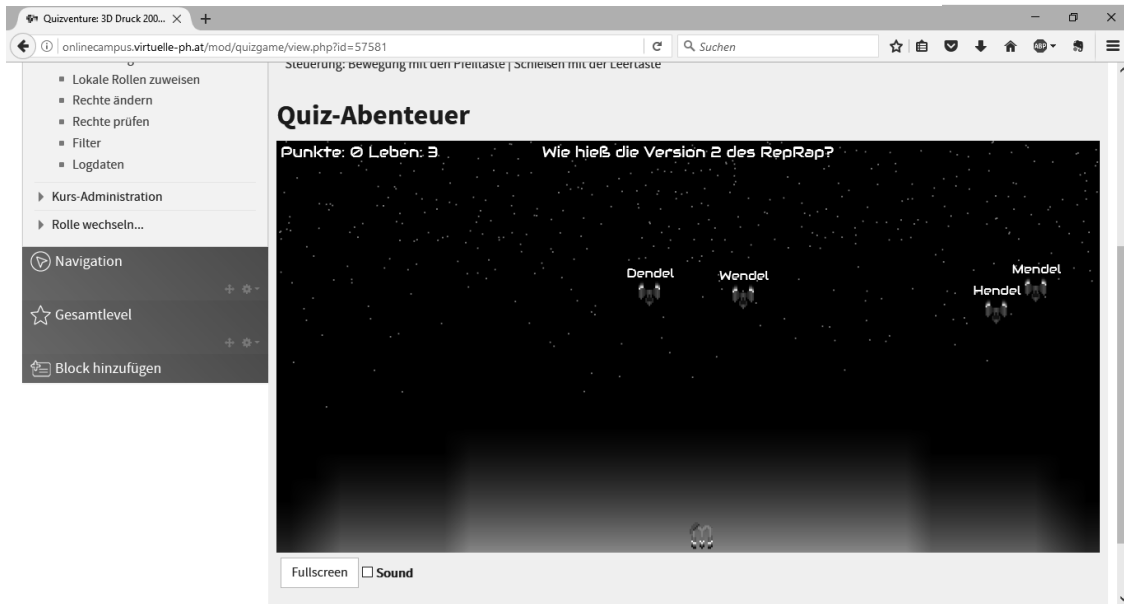 Quizventure: 3D Druck 200...
onlinecampus.virtuelle-ph.at/mod/quizgame/view.php?id=57581
Suchen
ABP
Lokale Rollen zuweisen
Rechte ändern
Rechte prüfen
Filter
Logdaten
Kurs-Administration
Rolle wechseln...
Navigation
Gesamtlevel
Block hinzufügen
Steuerung: Bewegung mit den Pfeiltaste | Schießen mit der Leertaste
Quiz-Abenteuer
Punkte: 0 Leben: 3 Wie hieß die Version 2 des RepRap?
Dendel
Wendel
Mendel
Hendel
Fullscreen Sound